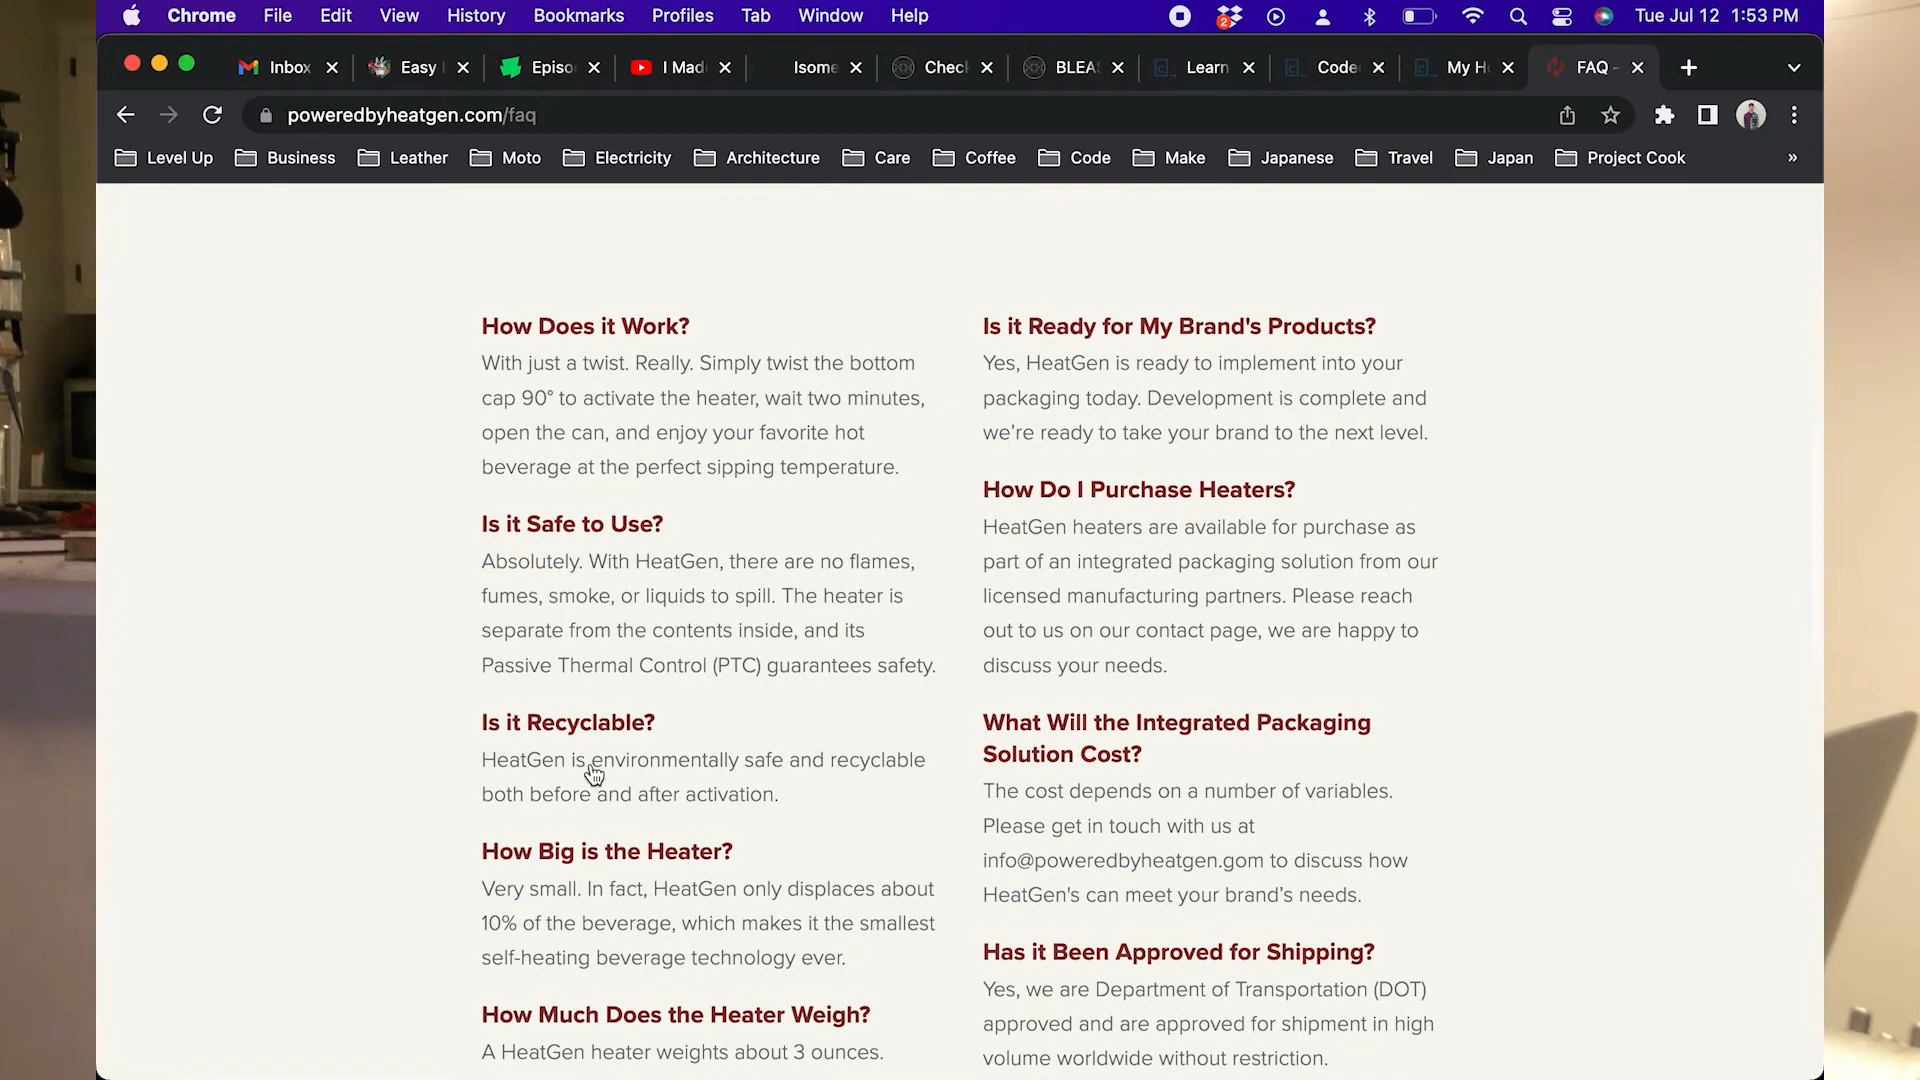 Chrome File Edit View History Bookmarks Profiles Tab Window Help
2
Tue Jul 12 1:53 PM
Inbox
Easy
Episo
I Mad
Isome
Chec
BLEA
Learn
Code
My H
FAQ -
poweredbyheatgen.com/faq
Level Up Business Leather Moto Electricity Architecture Care Coffee Code Make Japanese Travel Japan Project Cook »
How Does it Work?
With just a twist. Really. Simply twist the bottom
cap 90° to activate the heater, wait two minutes,
open the can, and enjoy your favorite hot
beverage at the perfect sipping temperature.
Is it Safe to Use?
Absolutely. With HeatGen, there are no flames,
fumes, smoke, or liquids to spill. The heater is
separate from the contents inside, and its
Passive Thermal Control (PTC) guarantees safety.
Is it Recyclable?
HeatGen is environmentally safe and recyclable
both before and after activation.
How Big is the Heater?
Very small. In fact, HeatGen only displaces about
10% of the beverage, which makes it the smallest
self-heating beverage technology ever.
How Much Does the Heater Weigh?
A HeatGen heater weights about 3 ounces.
Is it Ready for My Brand's Products?
Yes, HeatGen is ready to implement into your
packaging today. Development is complete and
we’re ready to take your brand to the next level.
How Do I Purchase Heaters?
HeatGen heaters are available for purchase as
part of an integrated packaging solution from our
licensed manufacturing partners. Please reach
out to us on our contact page, we are happy to
discuss your needs.
What Will the Integrated Packaging
Solution Cost?
The cost depends on a number of variables.
Please get in touch with us at
info@poweredbyheatgen.gom to discuss how
HeatGen's can meet your brand’s needs.
Has it Been Approved for Shipping?
Yes, we are Department of Transportation (DOT)
approved and are approved for shipment in high
volume worldwide without restriction.